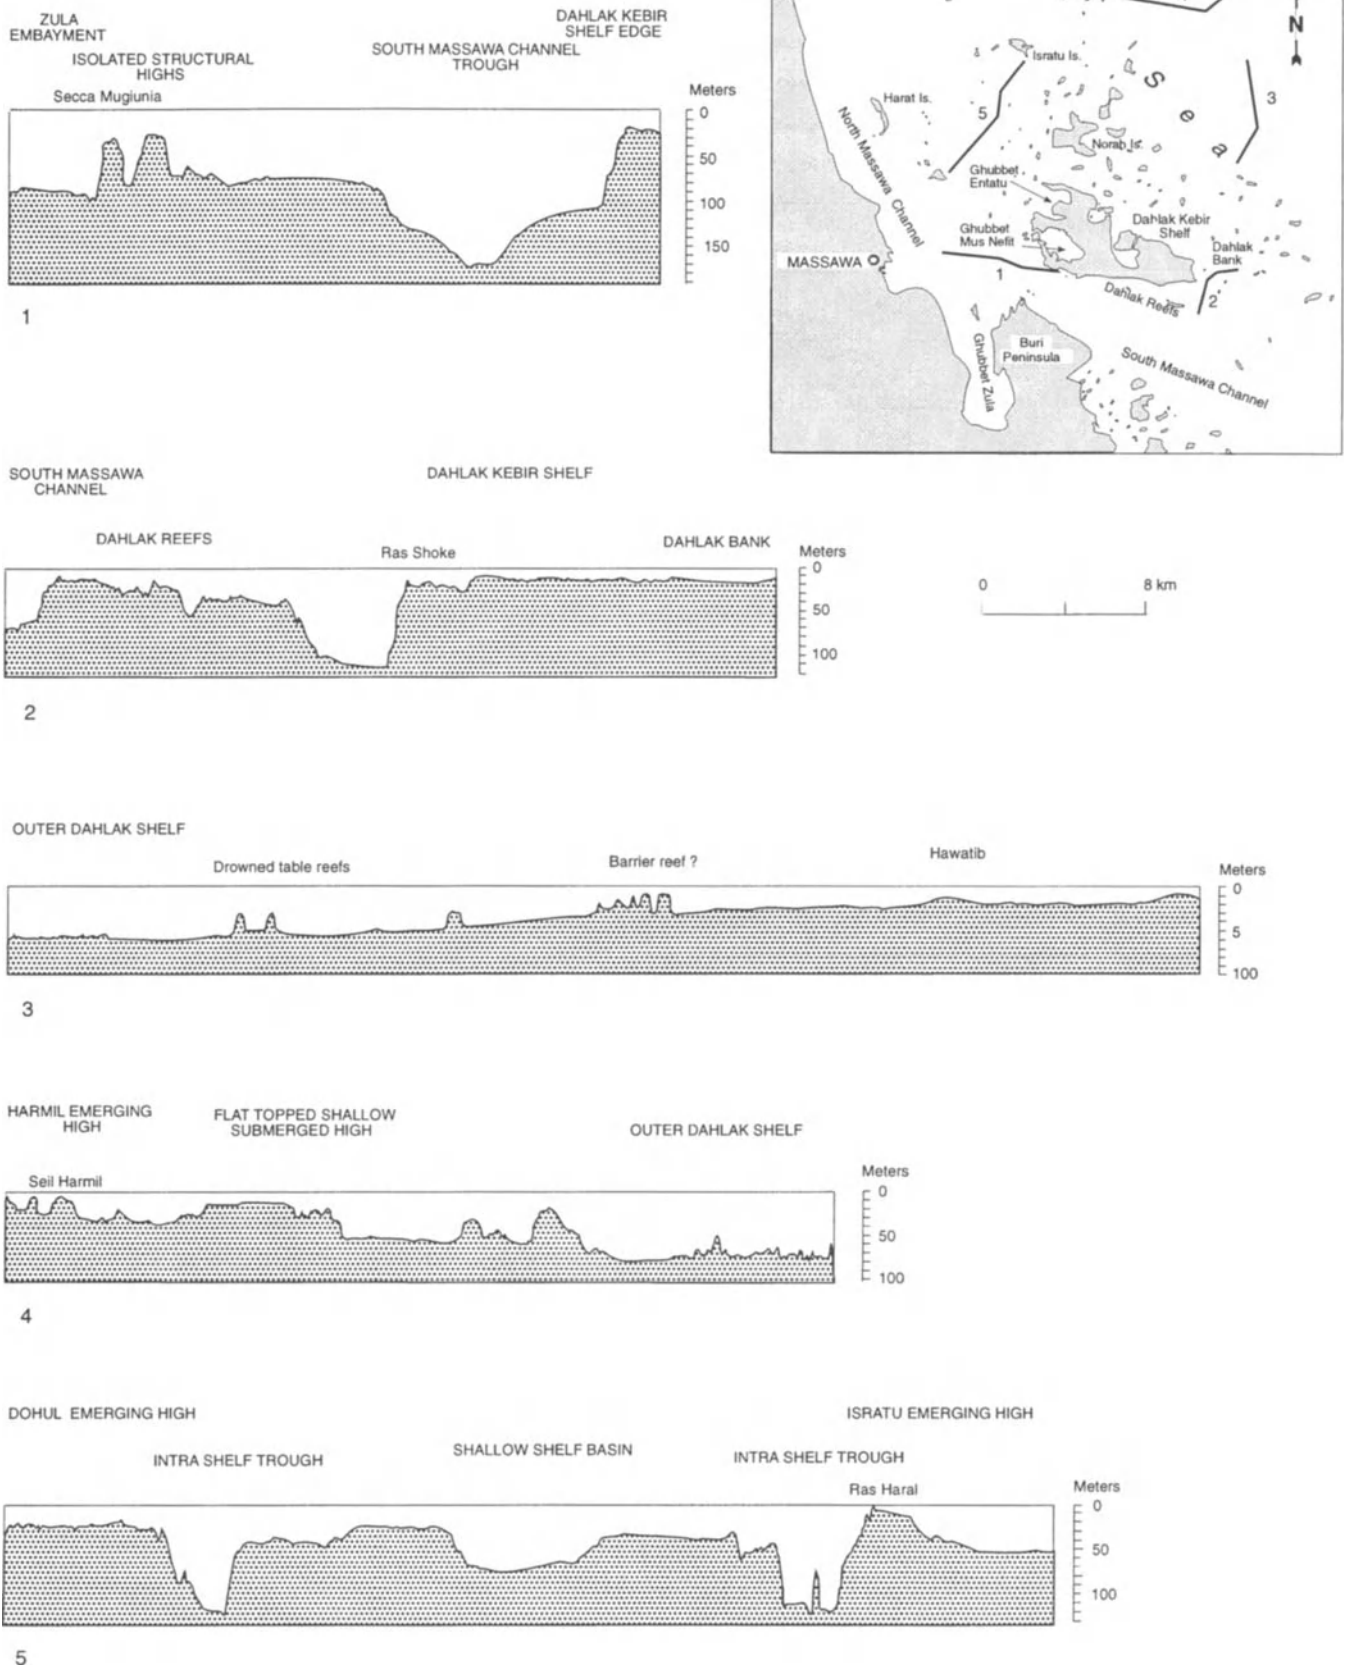 ZULA
EMBAYMENT
ISOLATED STRUCTURAL
HIGHS
Secca Mugiunia
SOUTH MASSAWA CHANNEL
TROUGH
DAHLAK KEBIR
SHELF EDGE
Meters
0
50
100
150
1
N
Isratu Is.
Harat Is.
5
3
S e a
North Massawa Channel
Norah Is.
Ghubbet
Entatu
Ghubbet
Mus Nefit
Dahlak Kebir
Shelf
Dahlak
Bank
MASSAWA
1
Dahlak Reefs
2
Ghubbet Zula
Buri
Peninsula
South Massawa Channel
SOUTH MASSAWA
CHANNEL
DAHLAK KEBIR SHELF
DAHLAK REEFS
Ras Shoke
DAHLAK BANK
Meters
0
50
100
0 8 km
2
OUTER DAHLAK SHELF
Drowned table reefs
Barrier reef ?
Hawatib
Meters
0
5
100
3
HARMIL EMERGING
HIGH
FLAT TOPPED SHALLOW
SUBMERGED HIGH
OUTER DAHLAK SHELF
Seil Harmil
Meters
0
50
100
4
DOHUL EMERGING HIGH
ISRATU EMERGING HIGH
INTRA SHELF TROUGH
SHALLOW SHELF BASIN
INTRA SHELF TROUGH
Ras Haral
Meters
0
50
100
5